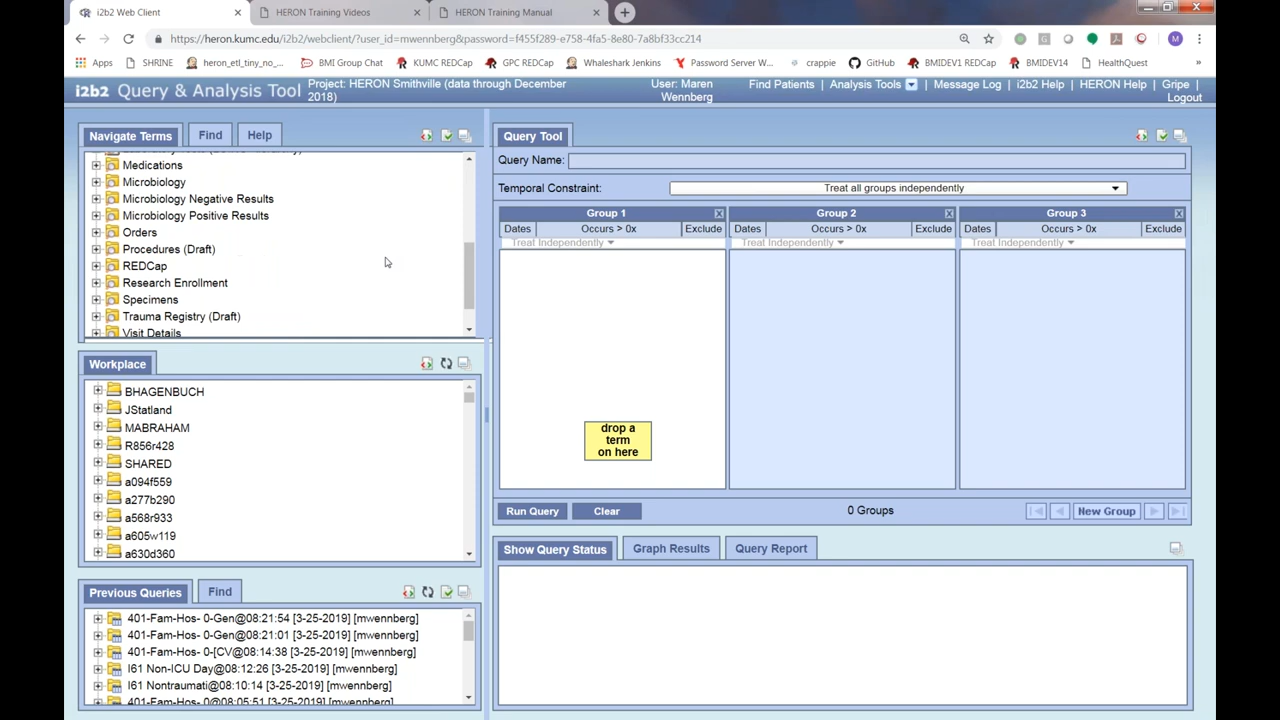 i2b2 Web Client
HERON Training Videos
HERON Training Manual
https://heron.kumc.edu/i2b2/webclient/?user_id=mwennberg&password=f455f289-e758-4fa5-8e80-7a8bf33cc214
M
Apps SHRINE heron_etl_tiny_no_... BMI Group Chat KUMC REDCap GPC REDCap Whaleshark Jenkins Password Server W... crappie GitHub BMIDEV1 REDCap BMIDEV14 HealthQuest »
i2b2 Query & Analysis Tool
Project: HERON Smithville (data through December
2018)
User: Maren
Wennberg
Find Patients | Analysis Tools | Message Log | i2b2 Help | HERON Help | Gripe |
Logout
Navigate Terms
Find
Help
Medications
Microbiology
Microbiology Negative Results
Microbiology Positive Results
Orders
Procedures (Draft)
REDCap
Research Enrollment
Specimens
Trauma Registry (Draft)
Visit Details
Workplace
BHAGENBUCH
JStatland
MABRAHAM
R856r428
SHARED
a094f559
a277b290
a568r933
a605w119
a630d360
Previous Queries
Find
401-Fam-Hos- 0-Gen@08:21:54 [3-25-2019] [mwennberg]
401-Fam-Hos- 0-Gen@08:21:01 [3-25-2019] [mwennberg]
401-Fam-Hos- 0-[CV@08:14:38 [3-25-2019] [mwennberg]
I61 Non-ICU Day@08:12:26 [3-25-2019] [mwennberg]
I61 Nontraumati@08:10:14 [3-25-2019] [mwennberg]
401-Fam-Hos- 0@08:05:51 [3-25-2019] [mwennberg]
Query Tool
Query Name:
Temporal Constraint:
Treat all groups independently
Group 1
Group 2
Group 3
Dates Occurs > 0x Exclude
Dates Occurs > 0x Exclude
Dates Occurs > 0x Exclude
Treat Independently
Treat Independently
Treat Independently
drop a
term
on here
Run Query
Clear
0 Groups
New Group
Show Query Status
Graph Results
Query Report